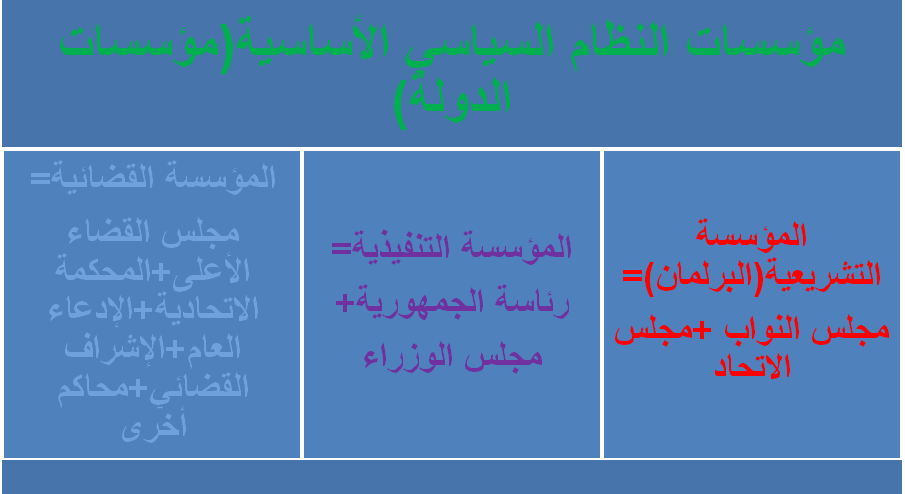 مؤسسات النظام السياسي الأساسية(مؤسسات
الدولة)
المؤسسة
التشريعية(البرلمان)=
مجلس النواب +مجلس
الاتحاد
المؤسسة التنفيذية=
رئاسة الجمهورية+
مجلس الوزراء
المؤسسة القضائية=
مجلس القضاء
الأعلى+المحكمة
الاتحادية+الإدعاء
العام+الإشراف
القضائي+محاكم
أخرى